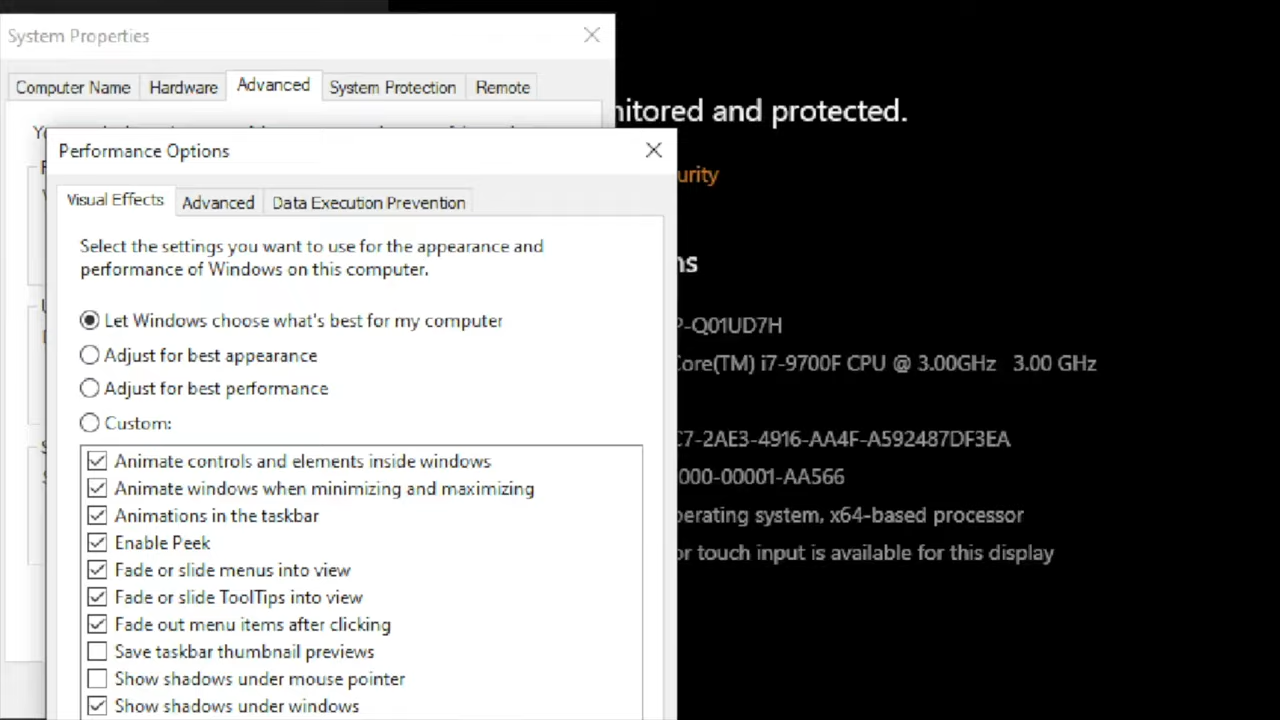 System Properties
Computer Name
Hardware
Advanced
System Protection
Remote
Performance Options
Visual Effects
Advanced
Data Execution Prevention
Select the settings you want to use for the appearance and
performance of Windows on this computer.
Let Windows choose what's best for my computer
Adjust for best appearance
Adjust for best performance
Custom:
Animate controls and elements inside windows
Animate windows when minimizing and maximizing
Animations in the taskbar
Enable Peek
Fade or slide menus into view
Fade or slide ToolTips into view
Fade out menu items after clicking
Save taskbar thumbnail previews
Show shadows under mouse pointer
Show shadows under windows
nitored and protected.
urity
ns
P-Q01UD7H
Core(TM) i7-9700F CPU @ 3.00GHz 3.00 GHz
C7-2AE3-4916-AA4F-A592487DF3EA
000-00001-AA566
perating system, x64-based processor
or touch input is available for this display